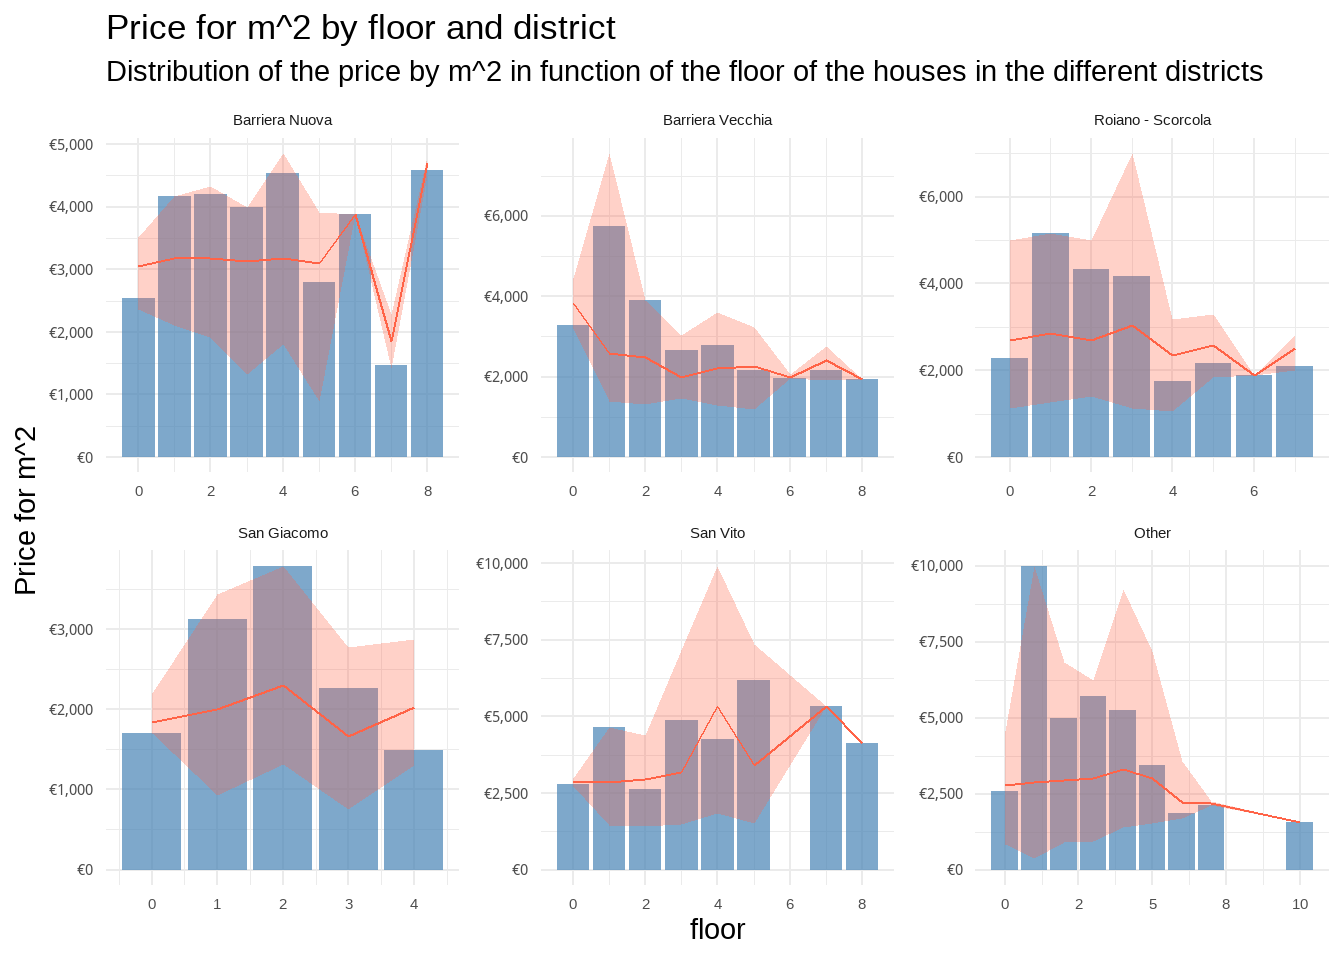 Price for m^2 by floor and district
Distribution of the price by m^2 in function of the floor of the houses in the different districts
Barriera Nuova
€5,000
€4,000
€3,000
€2,000
€1,000
€0
0 2 4 6 8
Barriera Vecchia
€6,000
€4,000
€2,000
€0
0 2 4 6 8
Roiano - Scorcola
€6,000
€4,000
€2,000
€0
0 2 4 6
San Giacomo
€3,000
€2,000
€1,000
€0
0 1 2 3 4
San Vito
€10,000
€7,500
€5,000
€2,500
€0
0 2 4 6 8
Other
€10,000
€7,500
€5,000
€2,500
€0
0 2 5 8 10
Price for m^2
floor